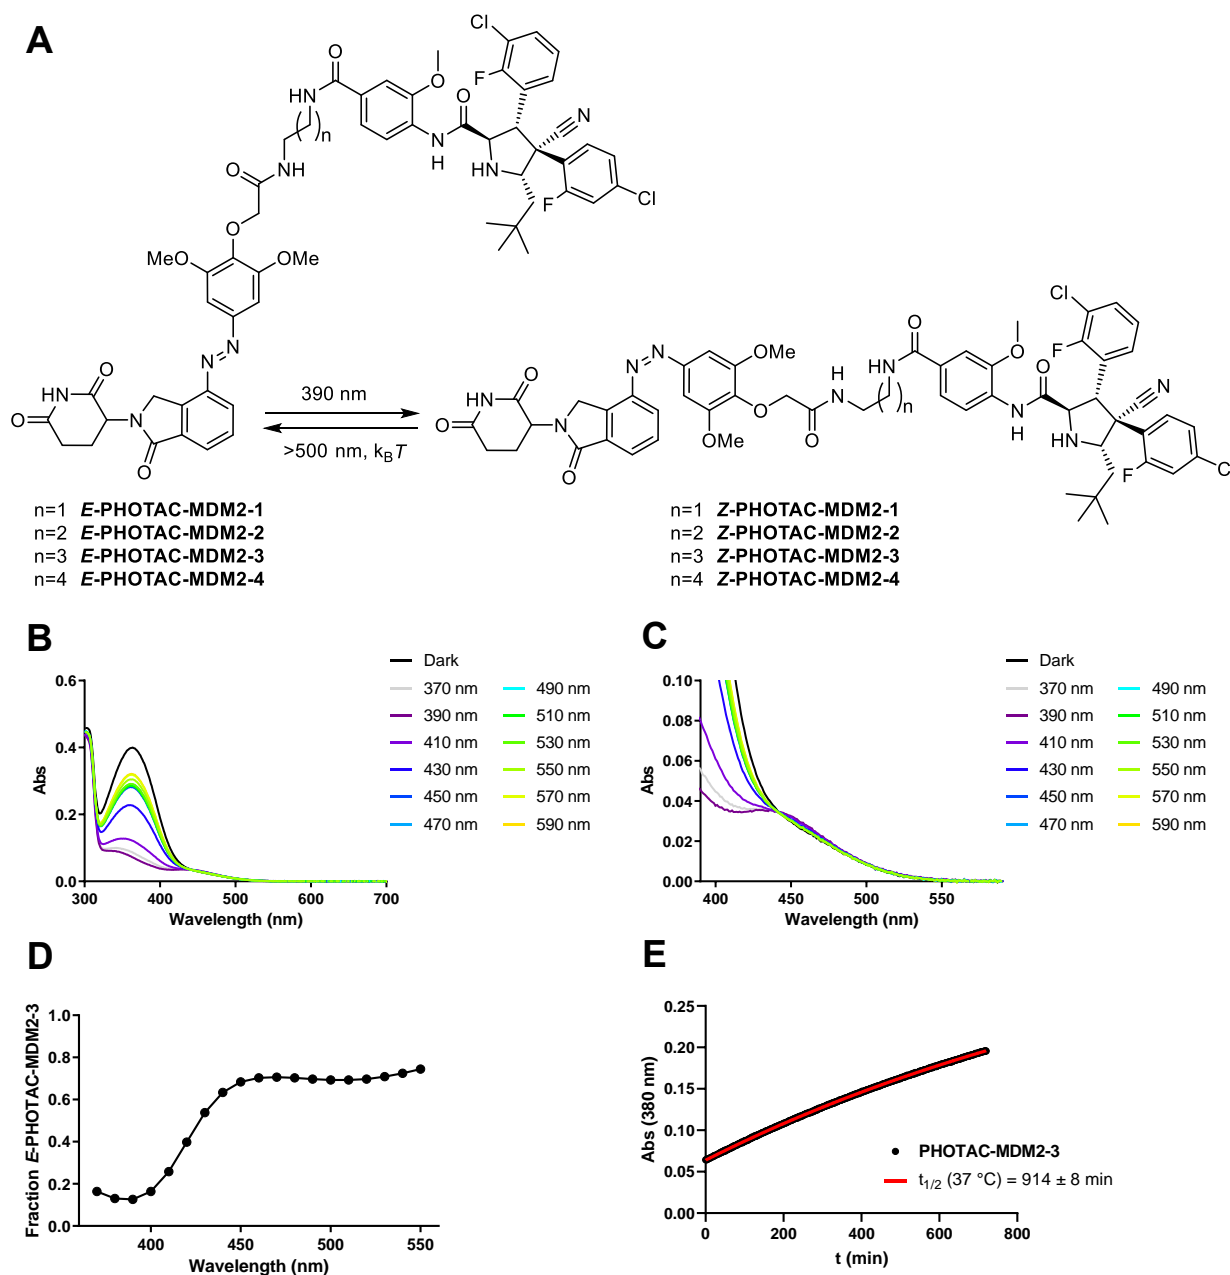 A
O
HN
NH
n
O
O
O
N
H
O
HN
F
Cl
N
F
Cl
O
MeO
OMe
N
N
HN
O
O
N
O
390 nm
>500 nm, kBT
HN
O
O
N
O
N
N
OMe
OMe
O
O
H
N
n
HN
O
O
N
H
O
HN
Cl
F
N
F
Cl
n=1 E-PHOTAC-MDM2-1
n=2 E-PHOTAC-MDM2-2
n=3 E-PHOTAC-MDM2-3
n=4 E-PHOTAC-MDM2-4
n=1 Z-PHOTAC-MDM2-1
n=2 Z-PHOTAC-MDM2-2
n=3 Z-PHOTAC-MDM2-3
n=4 Z-PHOTAC-MDM2-4
B
0.6
0.4
0.2
0.0
Abs
300 400 500 600 700
Wavelength (nm)
Dark
370 nm 490 nm
390 nm 510 nm
410 nm 530 nm
430 nm 550 nm
450 nm 570 nm
470 nm 590 nm
C
0.10
0.08
0.06
0.04
0.02
0.00
Abs
400 450 500 550
Wavelength (nm)
Dark
370 nm 490 nm
390 nm 510 nm
410 nm 530 nm
430 nm 550 nm
450 nm 570 nm
470 nm 590 nm
D
Fraction E-PHOTAC-MDM2-3
1.0
0.8
0.6
0.4
0.2
0.0
400 450 500 550
Wavelength (nm)
E
Abs (380 nm)
0.25
0.20
0.15
0.10
0.05
0.00
0 200 400 600 800
t (min)
PHOTAC-MDM2-3
t1/2 (37 °C) = 914 ± 8 min